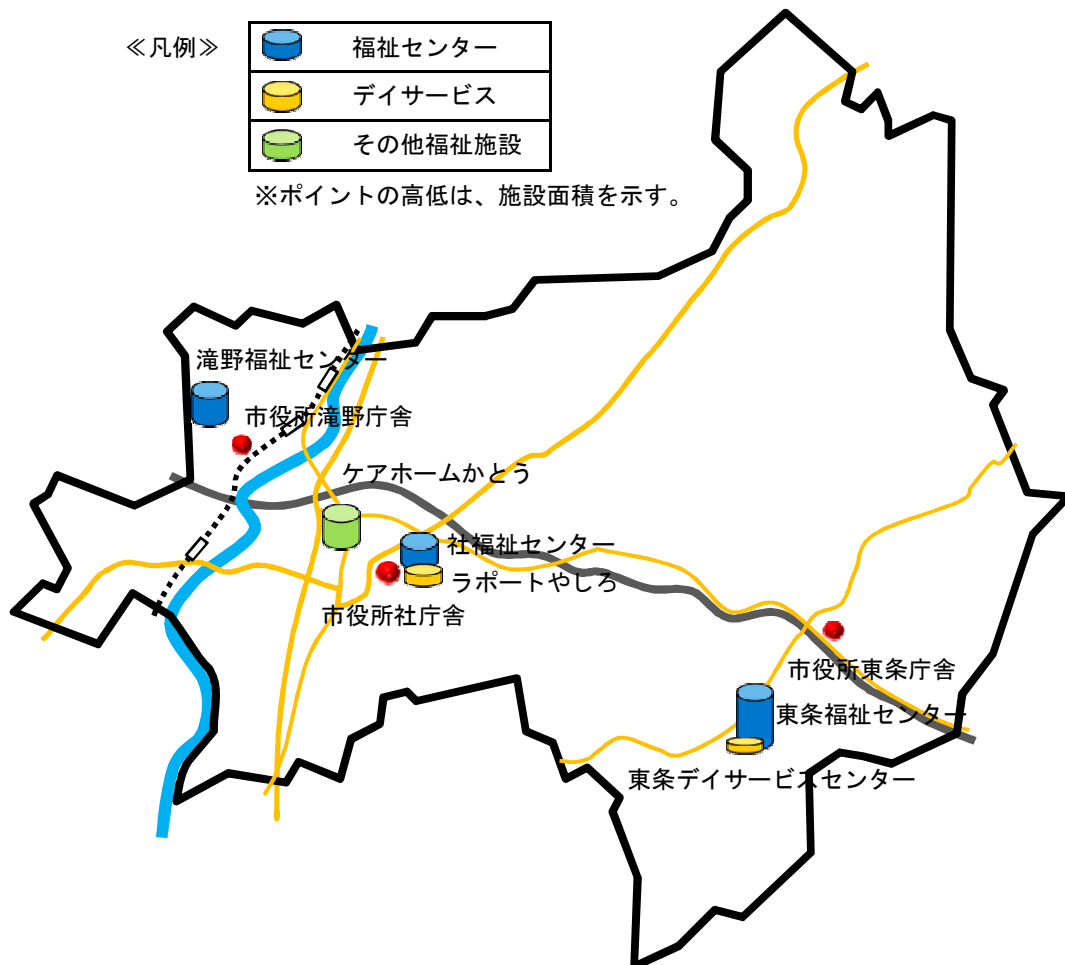 ≪凡例≫
福祉センター
デイサービス
その他福祉施設
※ポイントの高低は、施設面積を示す。
滝野福祉センター
市役所滝野庁舎
ケアホームかとう
社福祉センター
ラポートやしろ
市役所社庁舎
市役所東条庁舎
東条福祉センター
東条デイサービスセンター